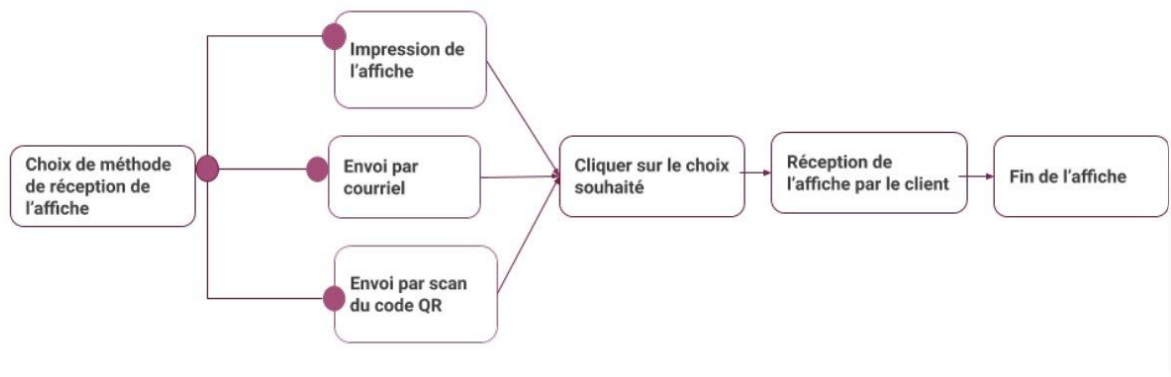 Choix de méthode
de réception de
l'affiche
Impression de
l'affiche
Envoi par
courriel
Envoi par scan
du code QR
Cliquer sur le choix
souhaité
Réception de
l'affiche par le client
Fin de l'affiche